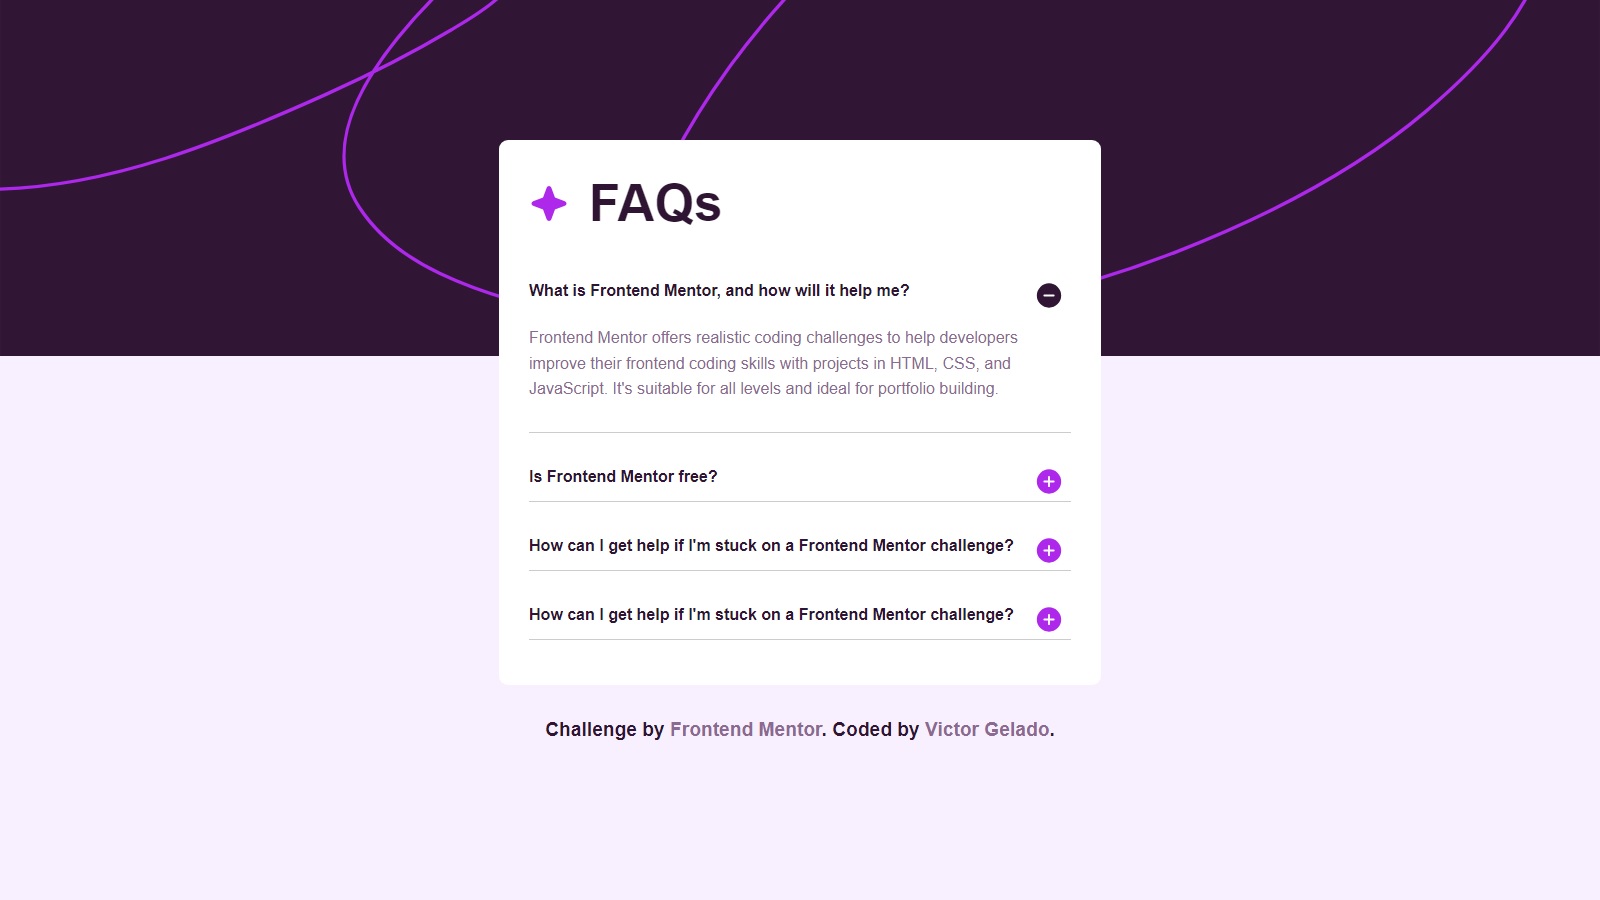 FAQs
What is Frontend Mentor, and how will it help me?
Frontend Mentor offers realistic coding challenges to help developers
improve their frontend coding skills with projects in HTML, CSS, and
JavaScript. It's suitable for all levels and ideal for portfolio building.
Is Frontend Mentor free?
How can I get help if I'm stuck on a Frontend Mentor challenge?
How can I get help if I'm stuck on a Frontend Mentor challenge?
Challenge by Frontend Mentor. Coded by Victor Gelado.